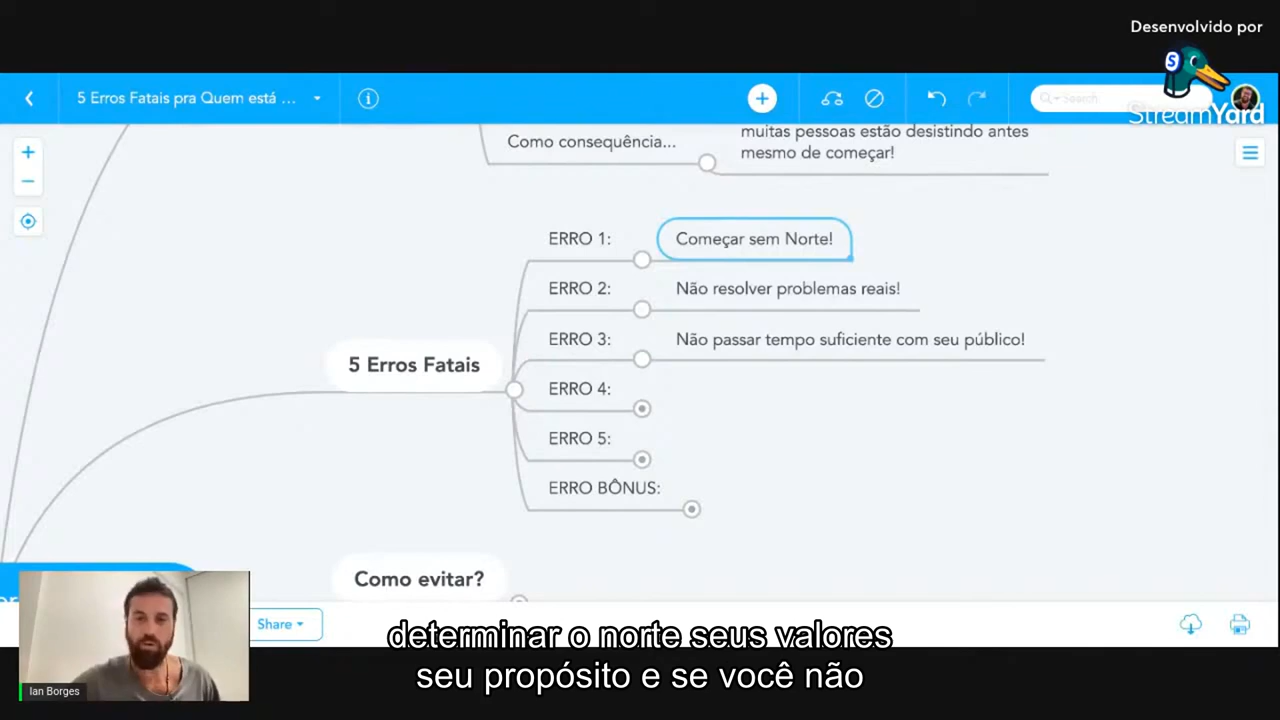 Desenvolvido por
StreamYard
5 Erros Fatais pra Quem está ...
Search
Como consequência...
muitas pessoas estão desistindo antes
mesmo de começar!
ERRO 1:
Começar sem Norte!
ERRO 2:
Não resolver problemas reais!
ERRO 3:
Não passar tempo suficiente com seu público!
5 Erros Fatais
ERRO 4:
ERRO 5:
ERRO BÔNUS:
Como evitar?
Share
Ian Borges
determinar o norte seus valores
seu propósito e se você não